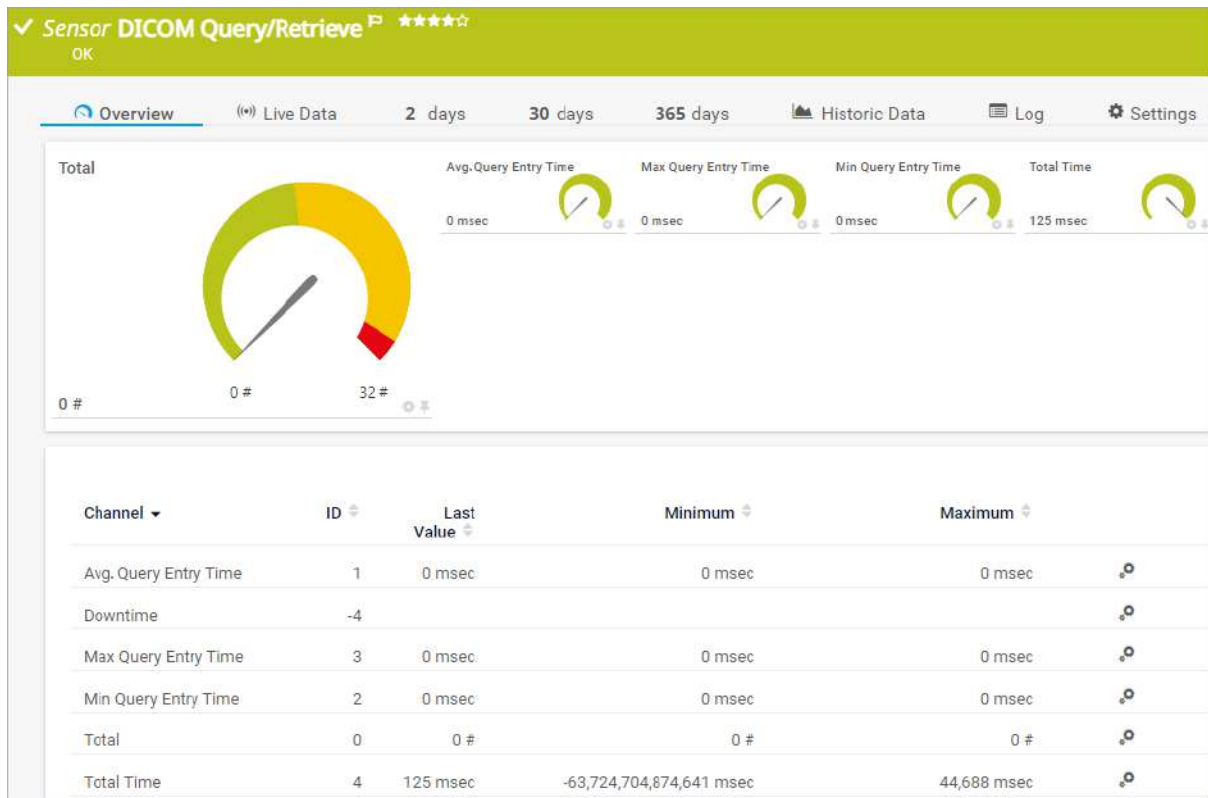 Sensor DICOM Query/Retrieve
OK
Overview Live Data 2 days 30 days 365 days Historic Data Log Settings
Total
0 #
32 #
0 #
Avg. Query Entry Time
0 msec
Max Query Entry Time
0 msec
Min Query Entry Time
0 msec
Total Time
125 msec
Channel ID Last Value Minimum Maximum
Avg. Query Entry Time 1 0 msec 0 msec 0 msec
Downtime -4
Max Query Entry Time 3 0 msec 0 msec 0 msec
Min Query Entry Time 2 0 msec 0 msec 0 msec
Total 0 0 # 0 # 0 #
Total Time 4 125 msec -63,724,704,874,641 msec 44,688 msec